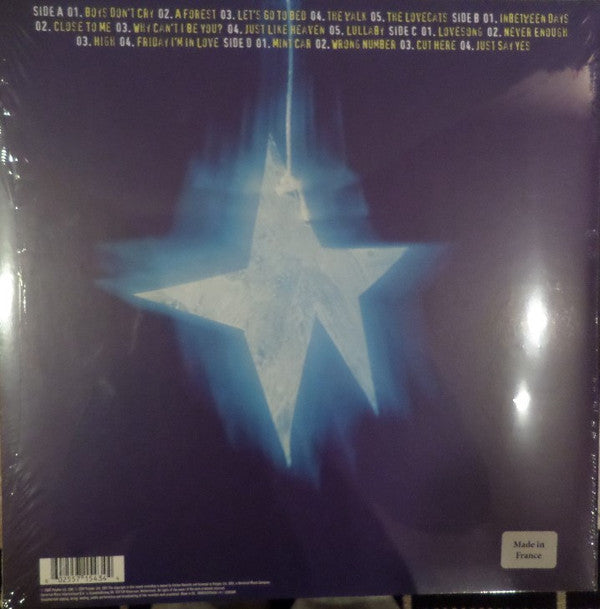 SIDE A 01. BOYS DON'T CRY 02. A FOREST 03. LET'S GO TO BED 04. THE WALK 05. THE LOVECATS SIDE B 01. INBETWEEN DAYS
02. CLOSE TO ME 03. WHY CAN'T I BE YOU? 04. JUST LIKE HEAVEN 05. LULLABY SIDE C 01. LOVESONG 02. NEVER ENOUGH
03. HIGH 04. FRIDAY I'M IN LOVE SIDE D 01. MINT CAR 02. WRONG NUMBER 03. CUT HERE 04. JUST SAY YES
Made in
France